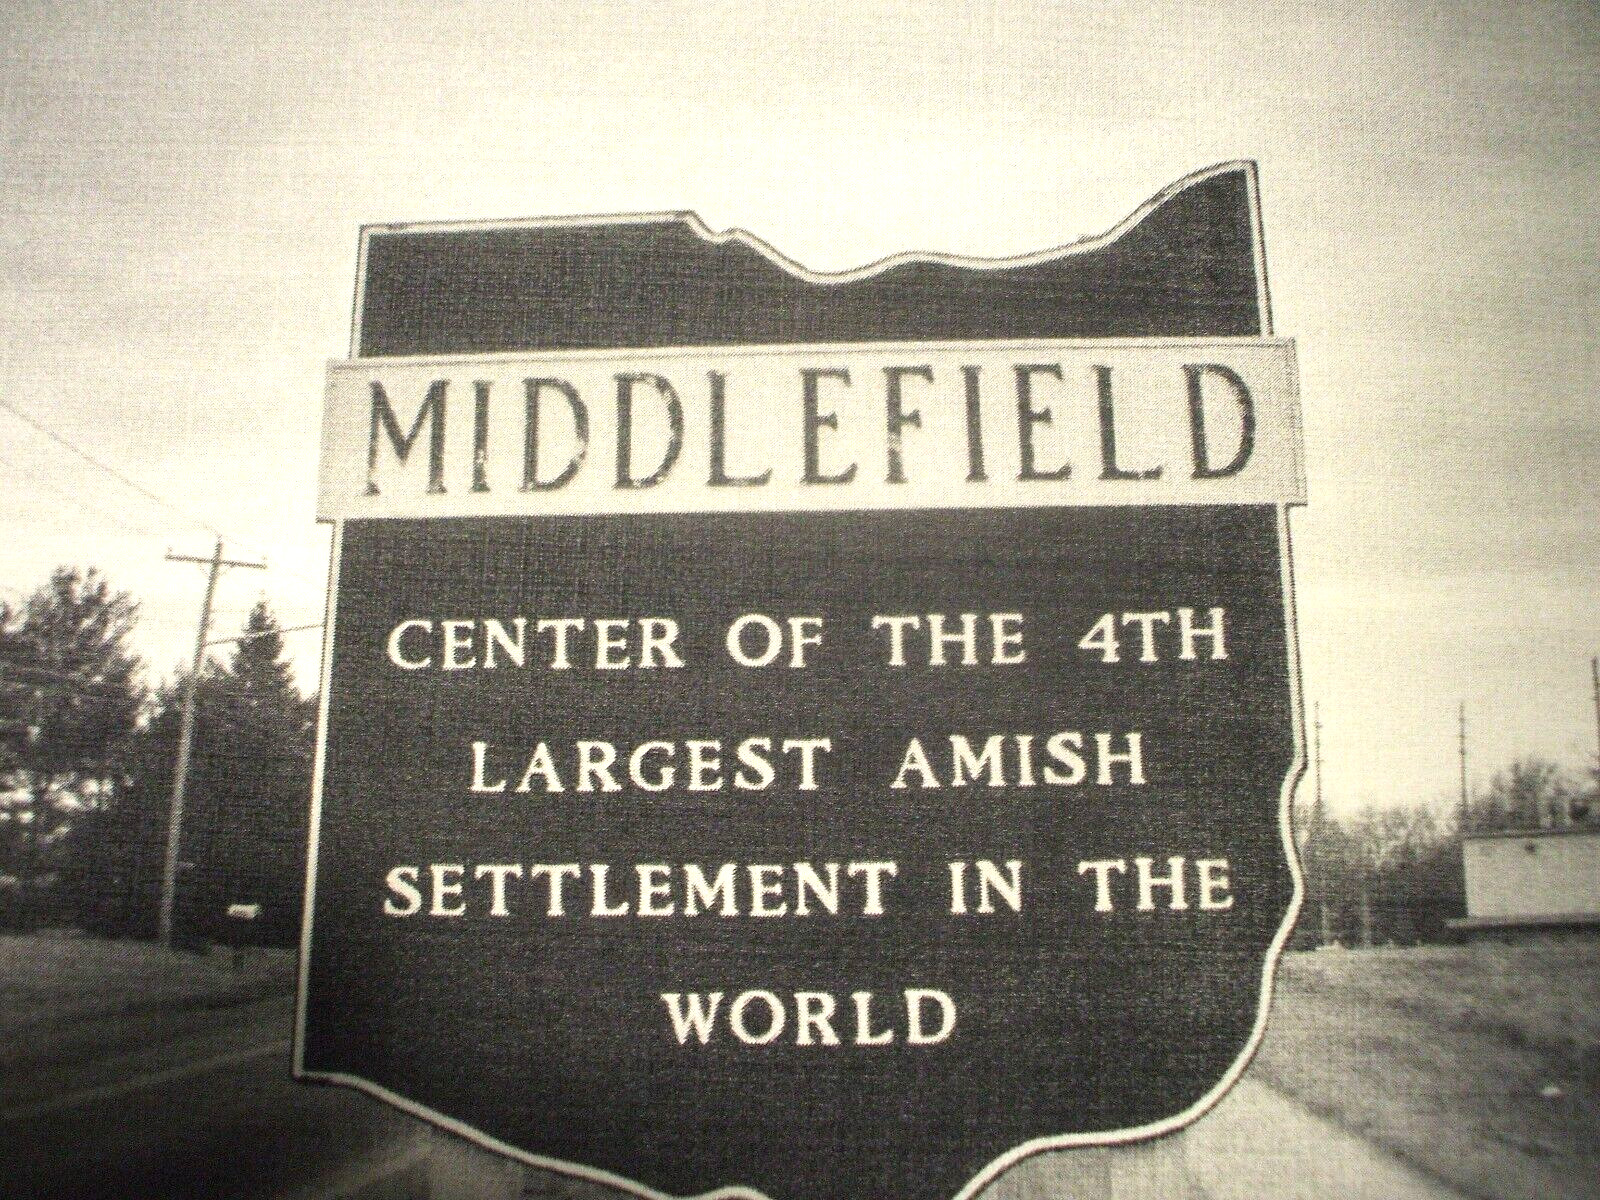 MIDDLEFIELD
CENTER OF THE 4TH
LARGEST AMISH
SETTLEMENT IN THE
WORLD